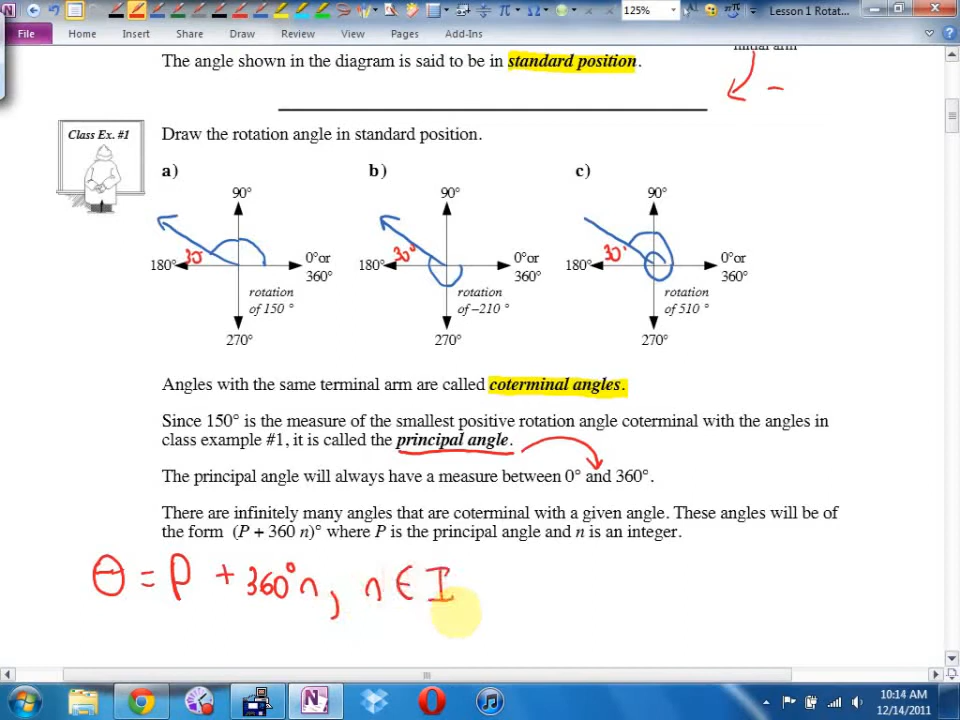 125%
Lesson 1 Rotat...
File Home Insert Share Draw Review View Pages Add-Ins
initial arm
The angle shown in the diagram is said to be in standard position.
Class Ex. #1
Draw the rotation angle in standard position.
a) b) c)
90° 90° 90°
30 30° 30°
180° 0°or 360° 180° 0°or 360° 180° 0°or 360°
rotation of 150 ° rotation of –210 ° rotation of 510 °
270° 270° 270°
Angles with the same terminal arm are called coterminal angles.
Since 150° is the measure of the smallest positive rotation angle coterminal with the angles in
class example #1, it is called the principal angle.
The principal angle will always have a measure between 0° and 360°.
There are infinitely many angles that are coterminal with a given angle. These angles will be of
the form (P + 360 n)° where P is the principal angle and n is an integer.
θ = P + 360°n, n ∈ I
10:14 AM
12/14/2011